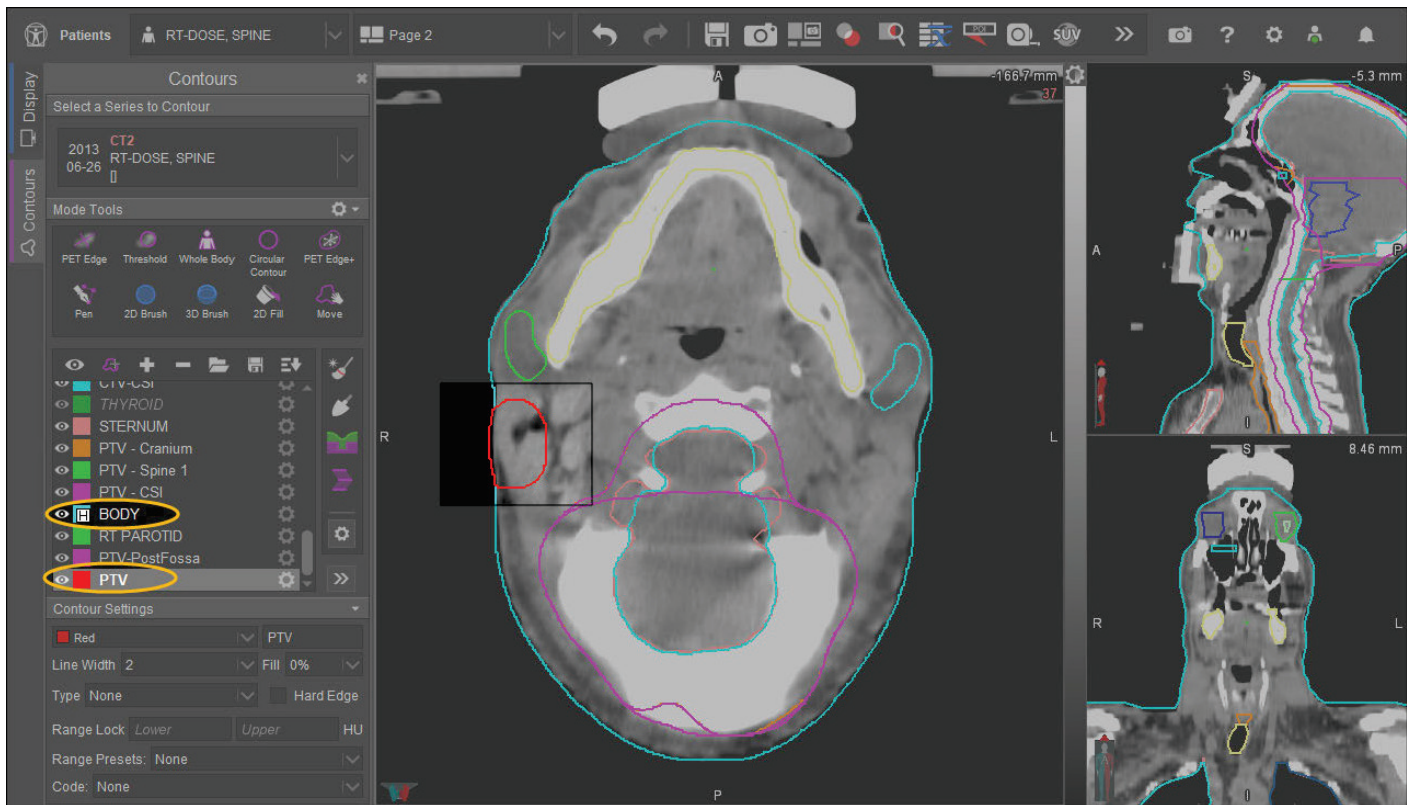 Patients
RT-DOSE, SPINE
Page 2
SUV
?
Display
Contours
Contours
Select a Series to Contour
2013
06-26
CT2
RT-DOSE, SPINE
[]
Mode Tools
PET Edge
Threshold
Whole Body
Circular
Contour
PET Edge+
Pen
2D Brush
3D Brush
2D Fill
Move
CTV-CSI
THYROID
STERNUM
PTV - Cranium
PTV - Spine 1
PTV - CSI
H BODY
RT PAROTID
PTV-PostFossa
PTV
Contour Settings
Red
PTV
Line Width 2
Fill 0%
Type None
Hard Edge
Range Lock Lower Upper HU
Range Presets: None
Code: None
A
-166.7 mm
37
R
L
P
S
-5.3 mm
A
P
I
S
8.46 mm
R
L
I